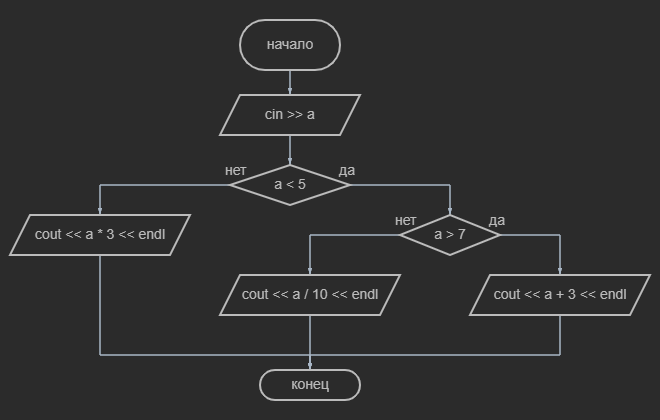 начало
cin >> a
нет
да
a < 5
нет
да
cout << a * 3 << endl
a > 7
cout << a / 10 << endl
cout << a + 3 << endl
конец